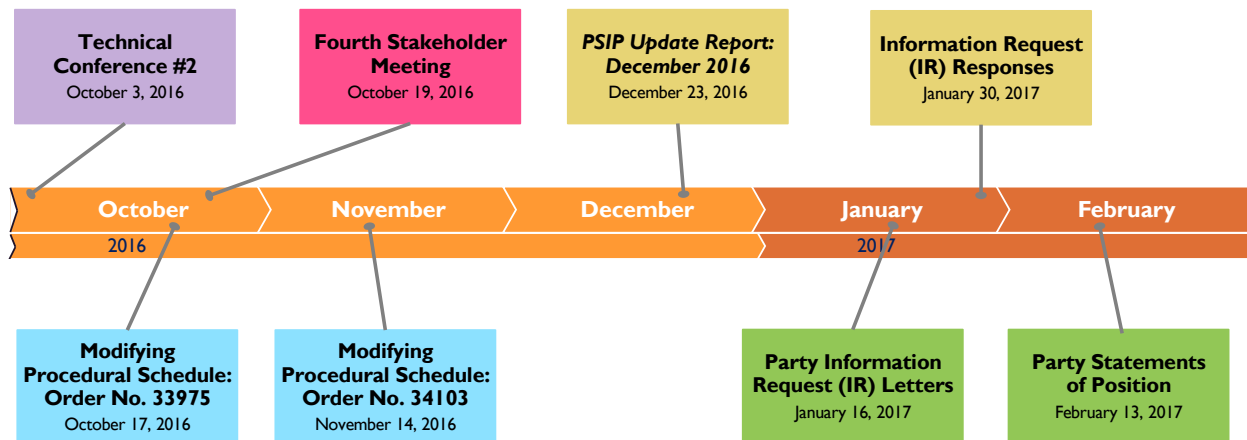 Technical
Conference #2
October 3, 2016
Fourth Stakeholder
Meeting
October 19, 2016
PSIP Update Report:
December 2016
December 23, 2016
Information Request
(IR) Responses
January 30, 2017
October
November
December
January
February
2016
2017
Modifying
Procedural Schedule:
Order No. 33975
October 17, 2016
Modifying
Procedural Schedule:
Order No. 34103
November 14, 2016
Party Information
Request (IR) Letters
January 16, 2017
Party Statements
of Position
February 13, 2017